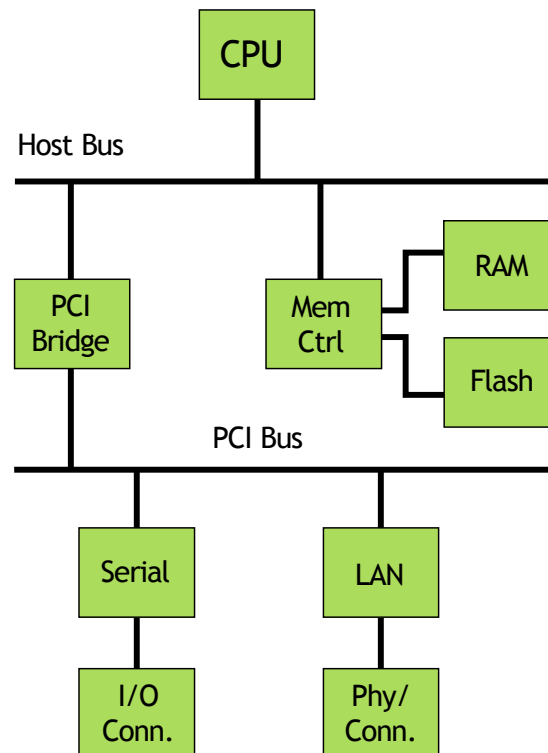 CPU
Host Bus
PCI
Bridge
Mem
Ctrl
RAM
Flash
PCI Bus
Serial
LAN
I/O
Conn.
Phy/
Conn.